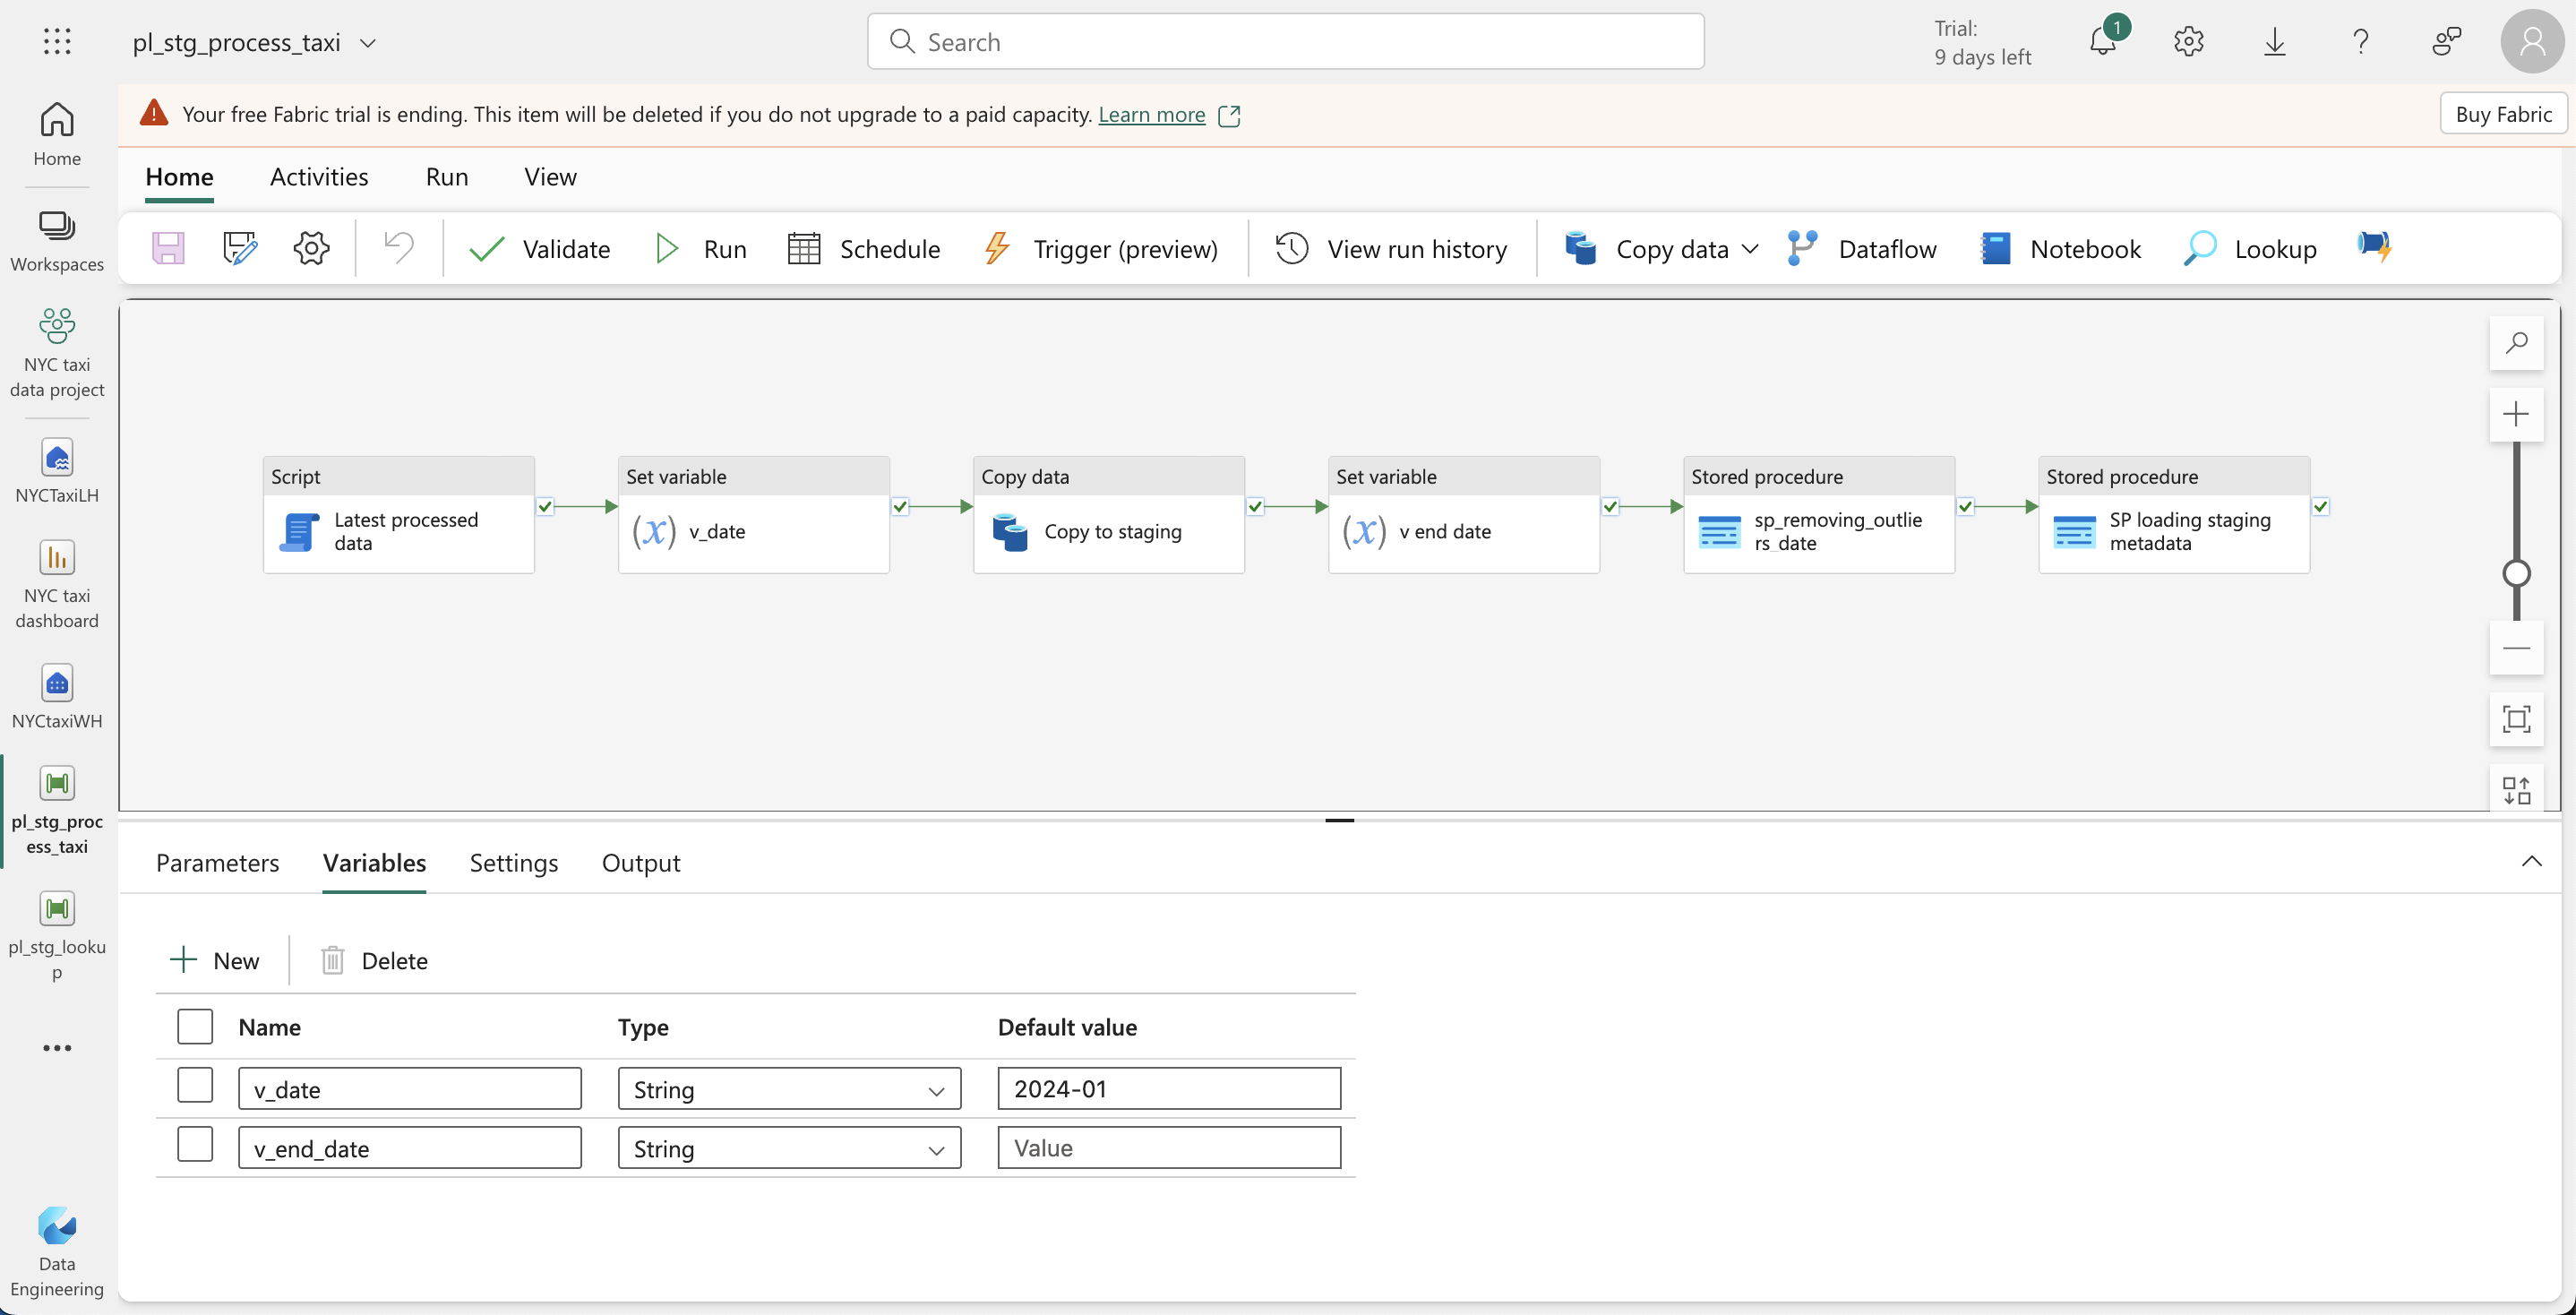 pl_stg_process_taxi
Search
Trial:
9 days left
1
Your free Fabric trial is ending. This item will be deleted if you do not upgrade to a paid capacity. Learn more
Buy Fabric
Home
Workspaces
NYC taxi
data project
NYCTaxiLH
NYC taxi
dashboard
NYCtaxiWH
pl_stg_proc
ess_taxi
pl_stg_looku
p
Data
Engineering
Home Activities Run View
Validate Run Schedule Trigger (preview) View run history Copy data Dataflow Notebook Lookup
Script
Latest processed
data
Set variable
(x) v_date
Copy data
Copy to staging
Set variable
(x) v end date
Stored procedure
sp_removing_outlie
rs_date
Stored procedure
SP loading staging
metadata
Parameters Variables Settings Output
New Delete
Name Type Default value
v_date String 2024-01
v_end_date String Value